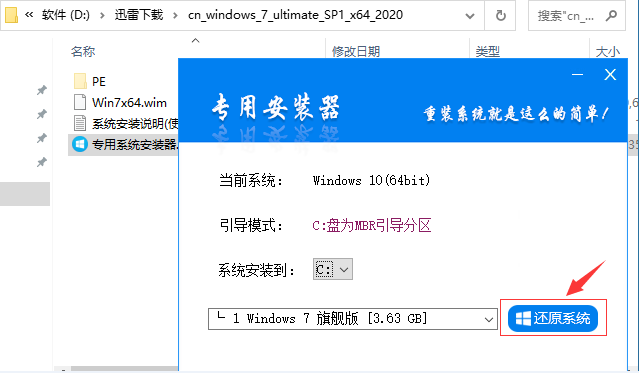 « 软件 (D:) › 迅雷下载 › cn_windows_7_ultimate_SP1_x64_2020
搜索"cn_...
名称 修改日期 类型 大小
PE
Win7x64.wim
系统安装说明(使
专用系统安装器.
专用安装器
重装系统就是这么的简单!
当前系统: Windows 10(64bit)
引导模式: C:盘为MBR引导分区
系统安装到: C:
┗ 1 Windows 7 旗舰版 [3.63 GB]
还原系统